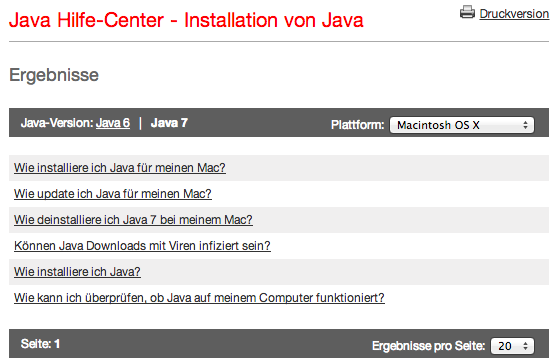 Java Hilfe-Center - Installation von Java
Druckversion
Ergebnisse
Java-Version: Java 6 | Java 7
Plattform: Macintosh OS X
Wie installiere ich Java für meinen Mac?
Wie update ich Java für meinen Mac?
Wie deinstalliere ich Java 7 bei meinem Mac?
Können Java Downloads mit Viren infiziert sein?
Wie installiere ich Java?
Wie kann ich überprüfen, ob Java auf meinem Computer funktioniert?
Seite: 1
Ergebnisse pro Seite: 20